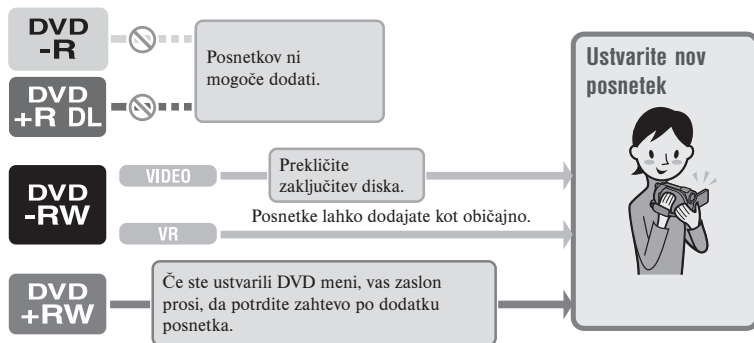 DVD
-R
Posnetkov ni
mogoče dodati.
DVD
+R DL
DVD
-RW
VIDEO
Prekličite
zaključitev diska.
VR
Posnetke lahko dodajate kot običajno.
DVD
+RW
Če ste ustvarili DVD meni, vas zaslon
prosi, da potrdite zahtevo po dodatku
posnetka.
Ustvarite nov
posnetek